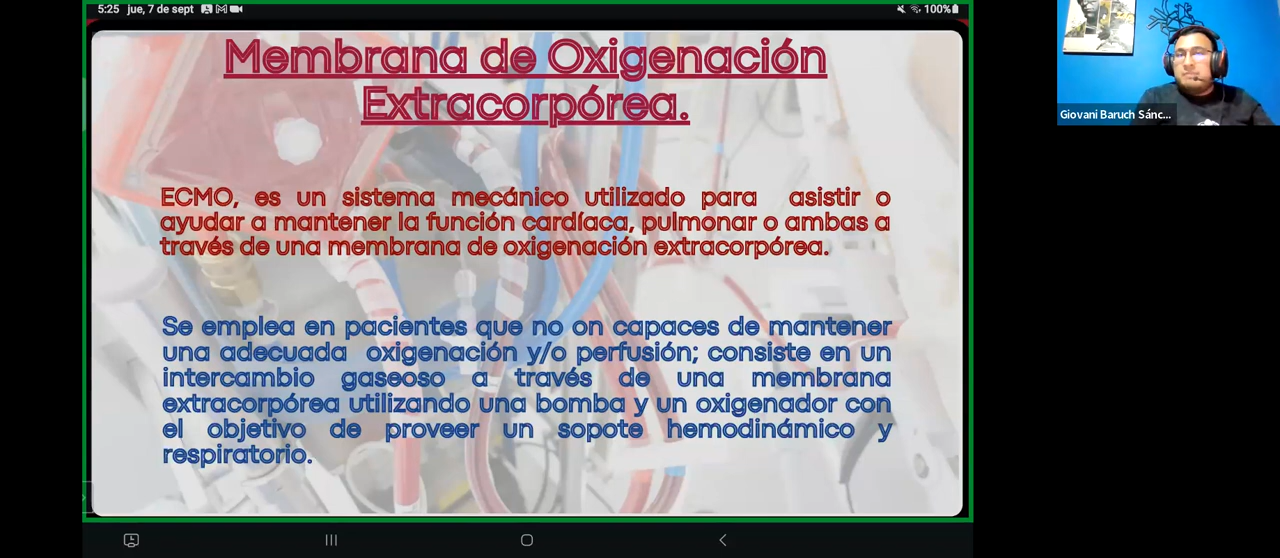 5:25 jue, 7 de sept
100%
Membrana de Oxigenación
Extracorpórea.
ECMO, es un sistema mecánico utilizado para asistir o
ayudar a mantener la función cardíaca, pulmonar o ambas a
través de una membrana de oxigenación extracorpórea.
Se emplea en pacientes que no on capaces de mantener
una adecuada oxigenación y/o perfusión; consiste en un
intercambio gaseoso a través de una membrana
extracorpórea utilizando una bomba y un oxigenador con
el objetivo de proveer un sopote hemodinámico y
respiratorio.
Giovani Baruch Sánc...